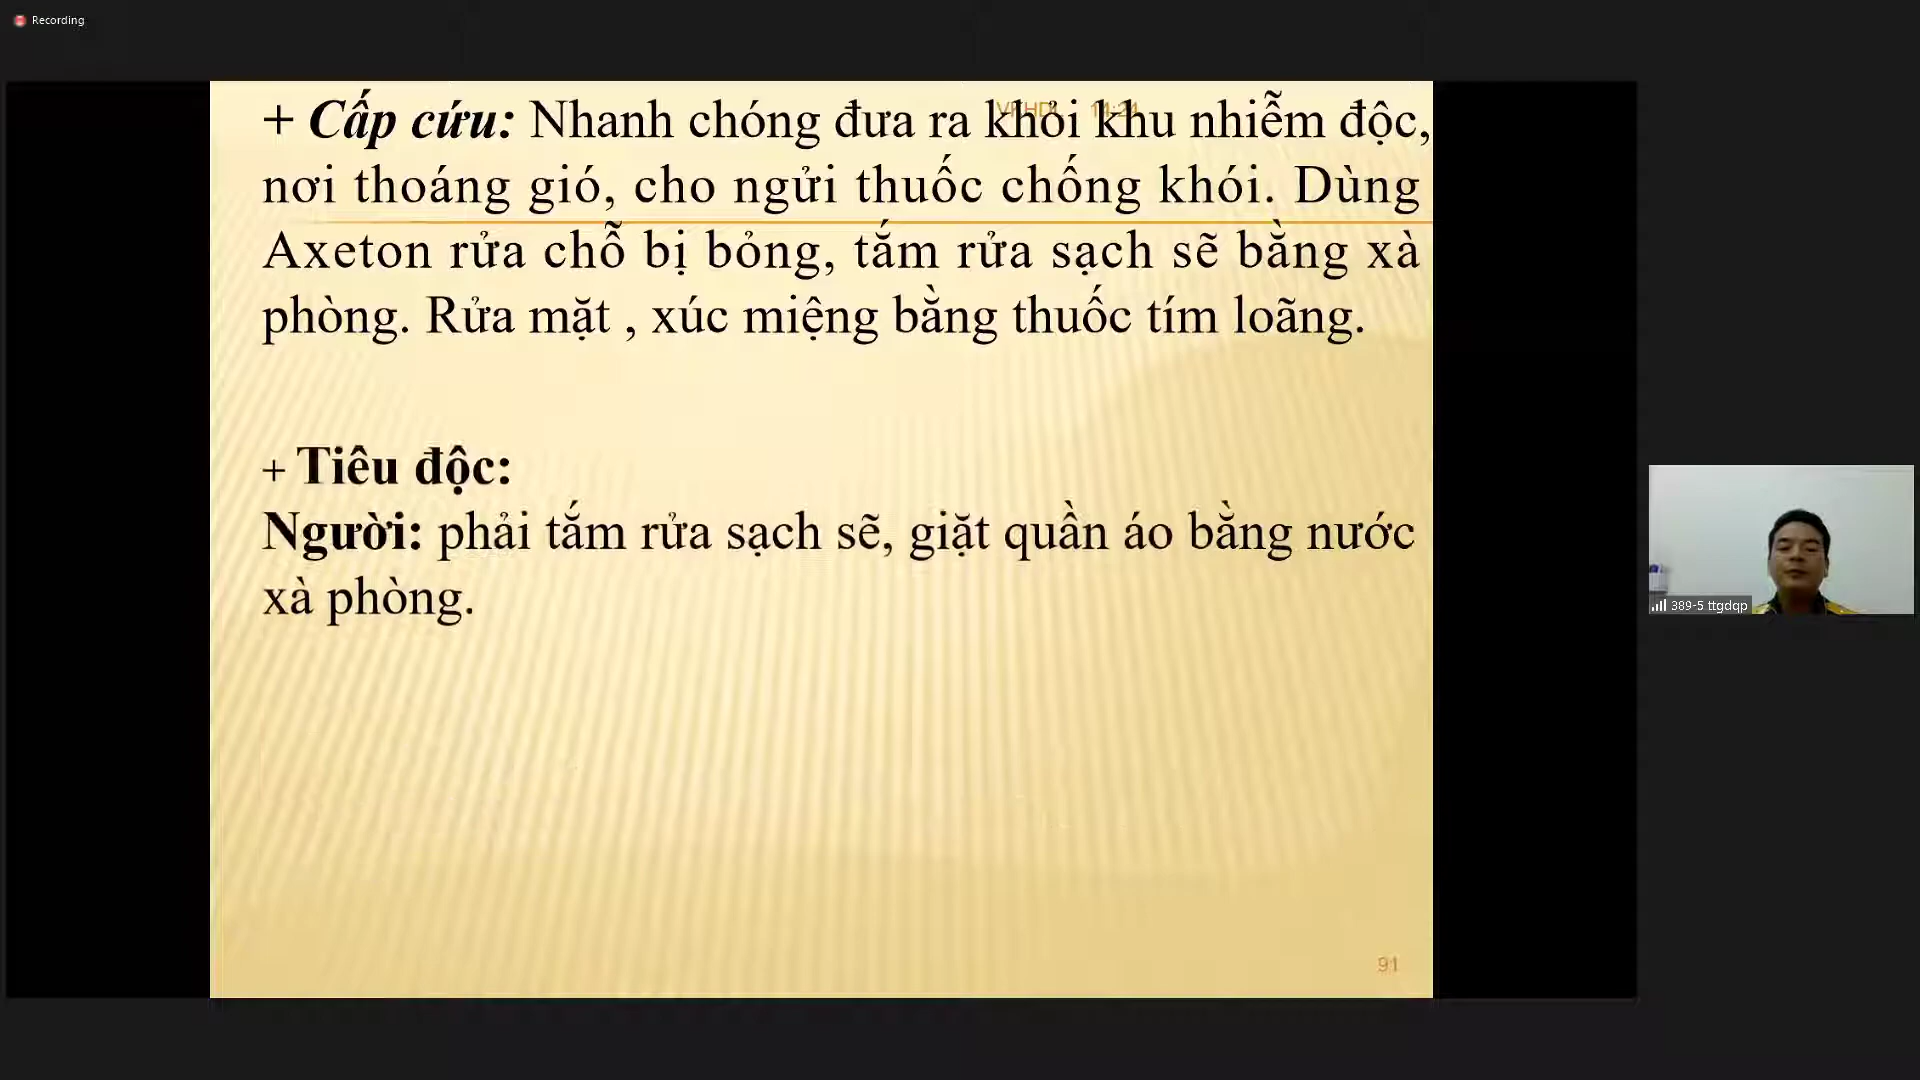 Recording
+ Cấp cứu: Nhanh chóng đưa ra khỏi khu nhiễm độc,
nơi thoáng gió, cho ngửi thuốc chống khói. Dùng
Axeton rửa chỗ bị bỏng, tắm rửa sạch sẽ bằng xà
phòng. Rửa mặt , xúc miệng bằng thuốc tím loãng.
+ Tiêu độc:
Người: phải tắm rửa sạch sẽ, giặt quần áo bằng nước
xà phòng.
389-5 ttgdqp
91